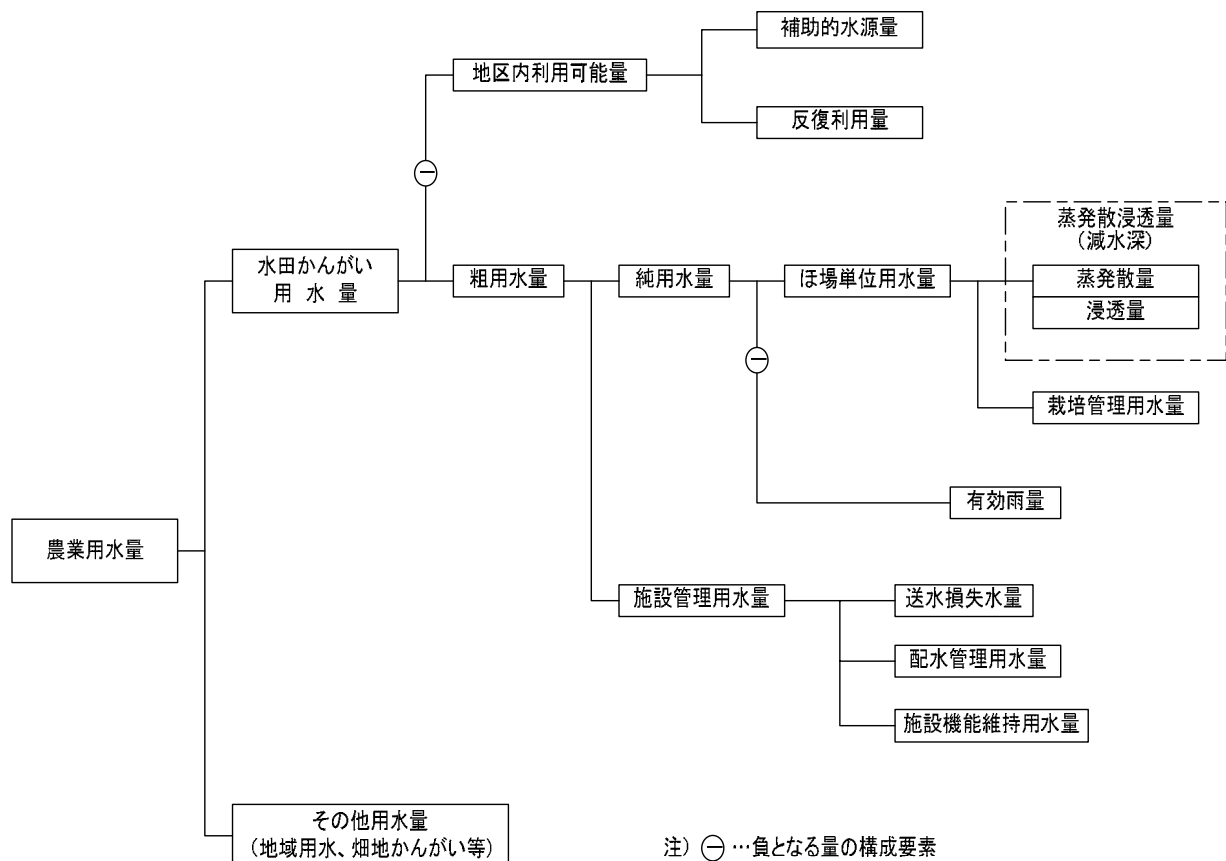 補助的水源量
地区内利用可能量
反復利用量
蒸発散浸透量
(減水深)
水田かんがい
用 水 量
粗用水量
純用水量
ほ場単位用水量
蒸発散量
浸透量
栽培管理用水量
有効雨量
農業用水量
施設管理用水量
送水損失水量
配水管理用水量
施設機能維持用水量
その他用水量
(地域用水、畑地かんがい等)
注) ㊀ …負となる量の構成要素